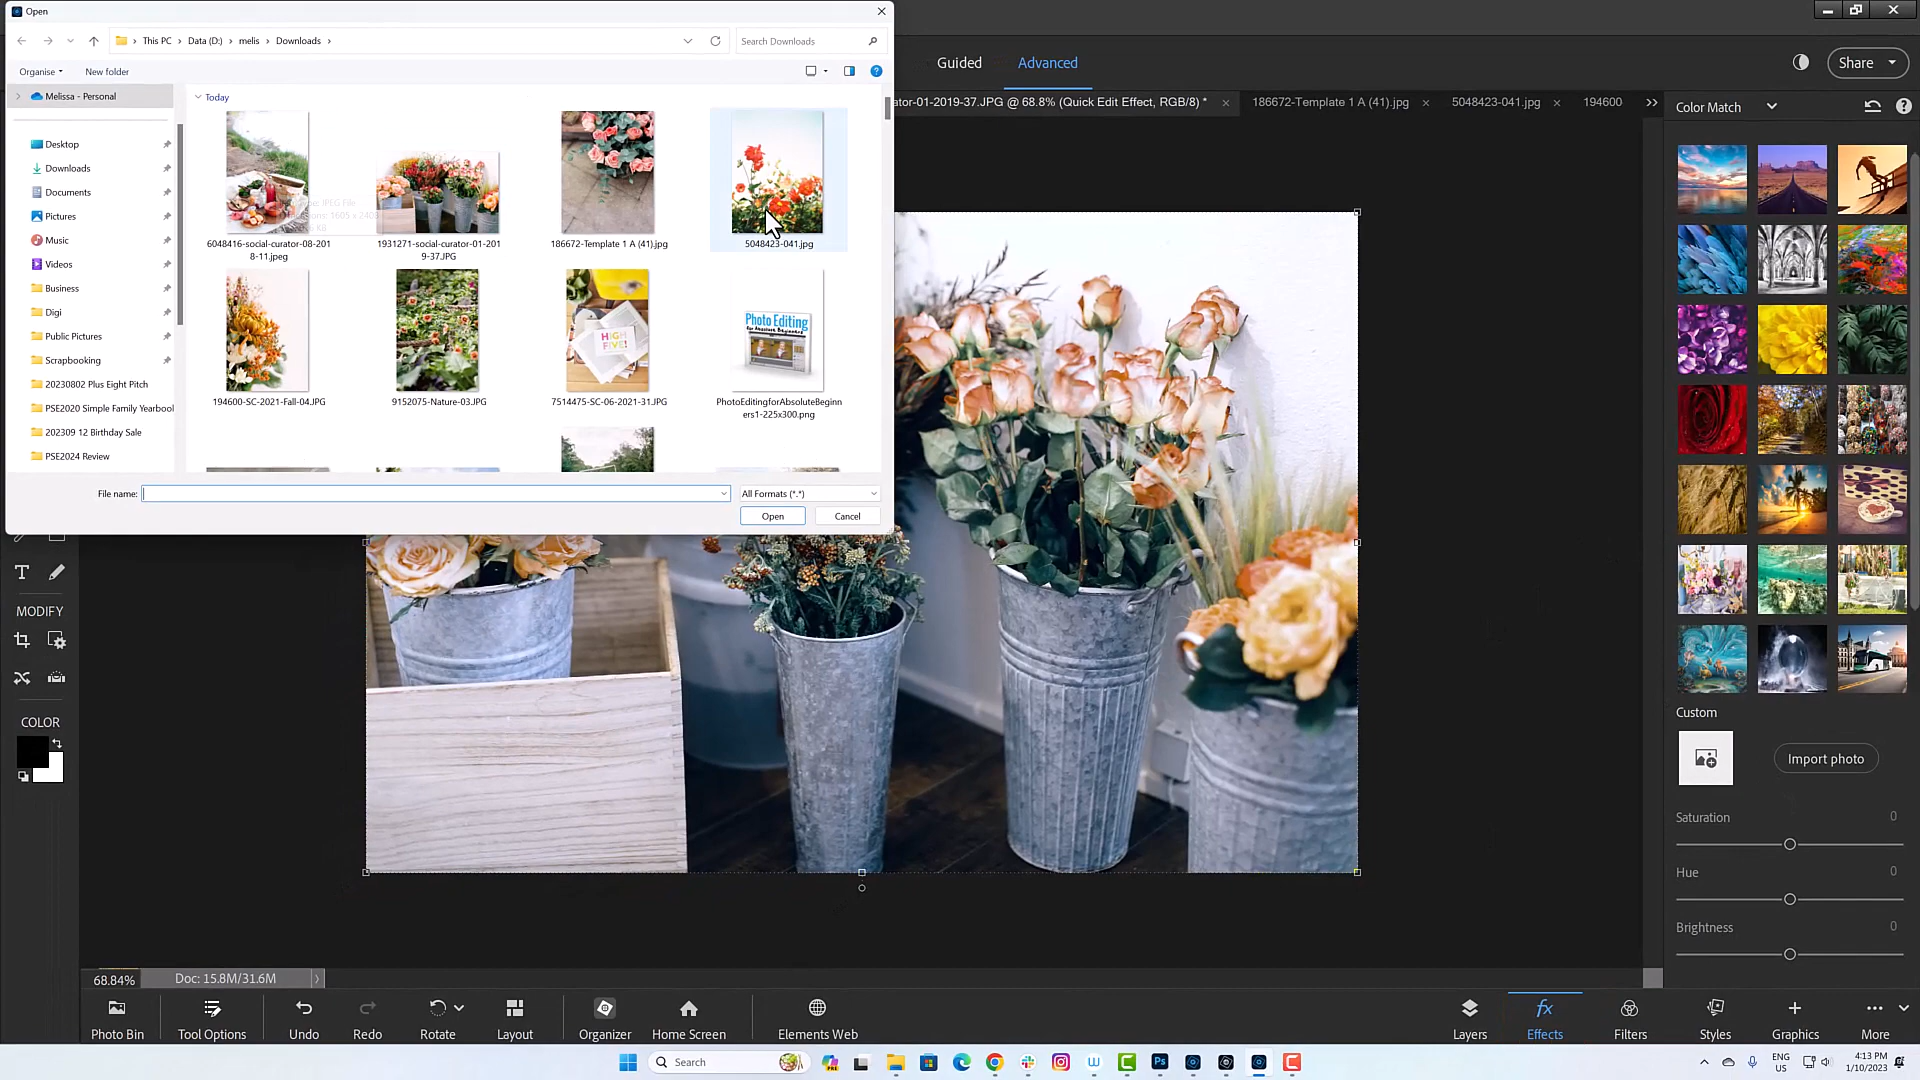 Open
This PC > Data (D:) > melis > Downloads >
Search Downloads
Organise
New folder
Melissa - Personal
Desktop
Downloads
Documents
Pictures
Music
Videos
Business
Digi
Public Pictures
Scrapbooking
20230802 Plus Eight Pitch
PSE2020 Simple Family Yearbool
202309 12 Birthday Sale
PSE2024 Review
Today
6048416-social-curator-08-201
8-11.jpeg
1931271-social-curator-01-201
9-37.JPG
186672-Template 1 A (41).jpg
5048423-041.jpg
194600-SC-2021-Fall-04.JPG
9152075-Nature-03.JPG
7514475-SC-06-2021-31.JPG
PhotoEditingforAbsoluteBeginn
ers1-225x300.png
HIGH
FIVE!
Photo Editing
for Absolute Beginners
File name:
All Formats (*.*)
Open
Cancel
Guided
Advanced
Share
ator-01-2019-37.JPG @ 68.8% (Quick Edit Effect, RGB/8) *
186672-Template 1 A (41).jpg
5048423-041.jpg
194600
Color Match
Custom
Import photo
Saturation
0
Hue
0
Brightness
0
MODIFY
COLOR
68.84%
Doc: 15.8M/31.6M
Photo Bin
Tool Options
Undo
Redo
Rotate
Layout
Organizer
Home Screen
Elements Web
Layers
Effects
Filters
Styles
Graphics
More
Search
ENG
US
4:13 PM
1/10/2023